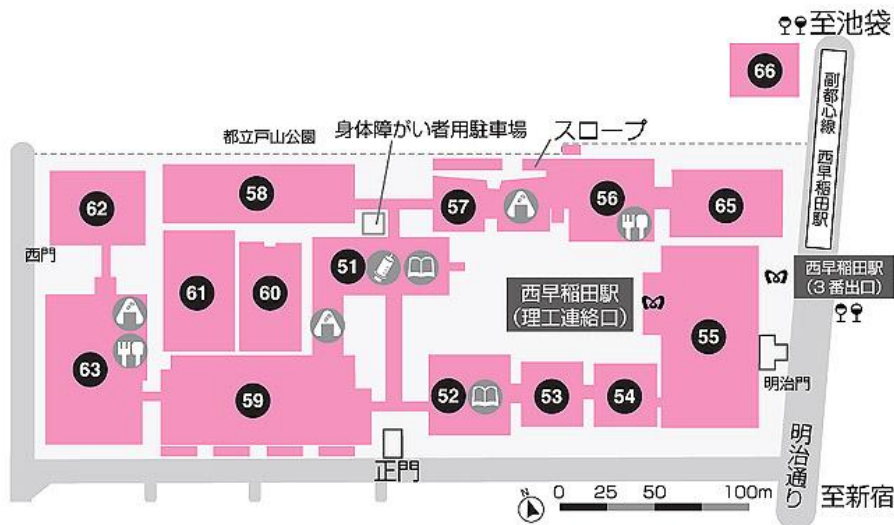 至池袋
66
副都心線 西早稲田駅
都立戸山公園
身体障がい者用駐車場
スロープ
62
58
57
56
65
西門
51
61
60
西早稲田駅
(理工連絡口)
西早稲田駅
(3番出口)
55
明治門
63
59
52
53
54
正門
明治通り
至新宿
N
0 25 50 100m